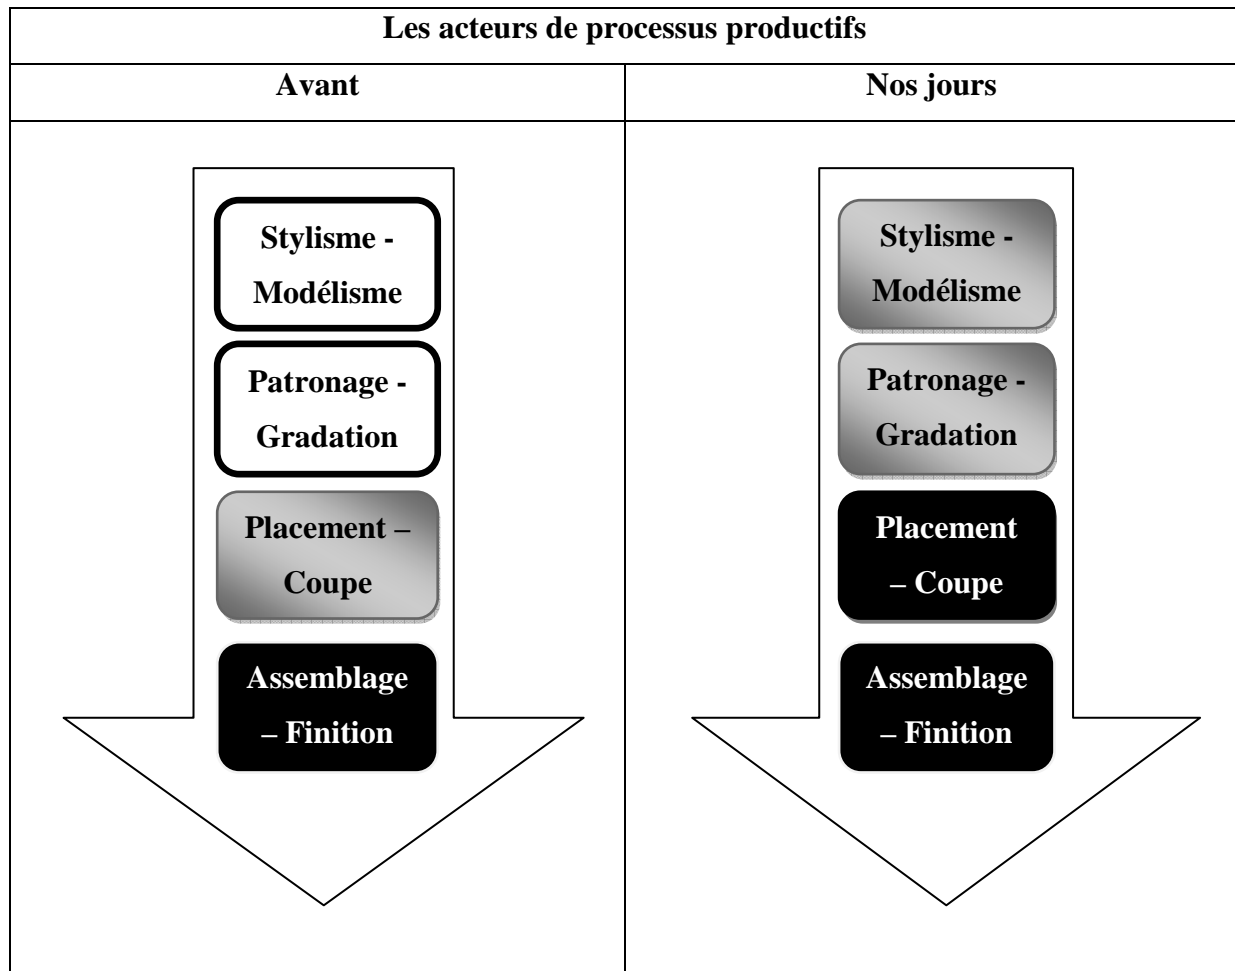 Les acteurs de processus productifs
Avant
Nos jours
Stylisme -
Modélisme
Patronage -
Gradation
Placement –
Coupe
Assemblage
– Finition
Stylisme -
Modélisme
Patronage -
Gradation
Placement
– Coupe
Assemblage
– Finition